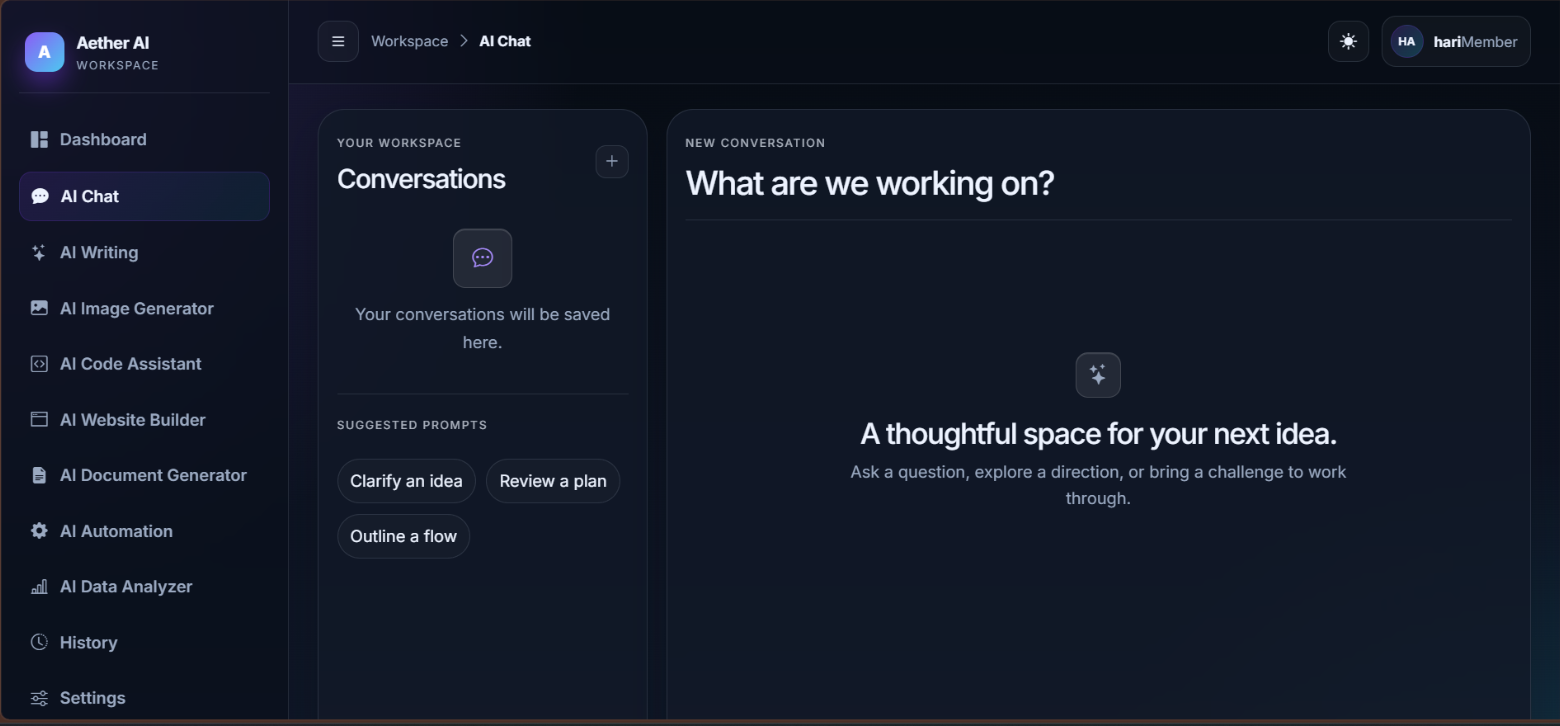 A
Aether AI
WORKSPACE
Dashboard
AI Chat
AI Writing
AI Image Generator
AI Code Assistant
AI Website Builder
AI Document Generator
AI Automation
AI Data Analyzer
History
Settings
Workspace > AI Chat
HA hariMember
YOUR WORKSPACE
Conversations
Your conversations will be saved
here.
SUGGESTED PROMPTS
Clarify an idea
Review a plan
Outline a flow
NEW CONVERSATION
What are we working on?
A thoughtful space for your next idea.
Ask a question, explore a direction, or bring a challenge to work
through.